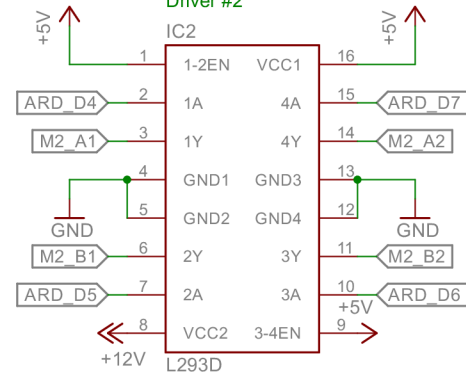 Driver #2
+5V
+5V
IC2
1 1-2EN VCC1 16
ARD_D4 2 1A 4A 15 ARD_D7
M2_A1 3 1Y 4Y 14 M2_A2
4 GND1 GND3 13
5 GND2 GND4 12
GND GND
M2_B1 6 2Y 3Y 11 M2_B2
ARD_D5 7 2A 3A 10 ARD_D6
+5V
8 VCC2 3-4EN 9
+12V
L293D